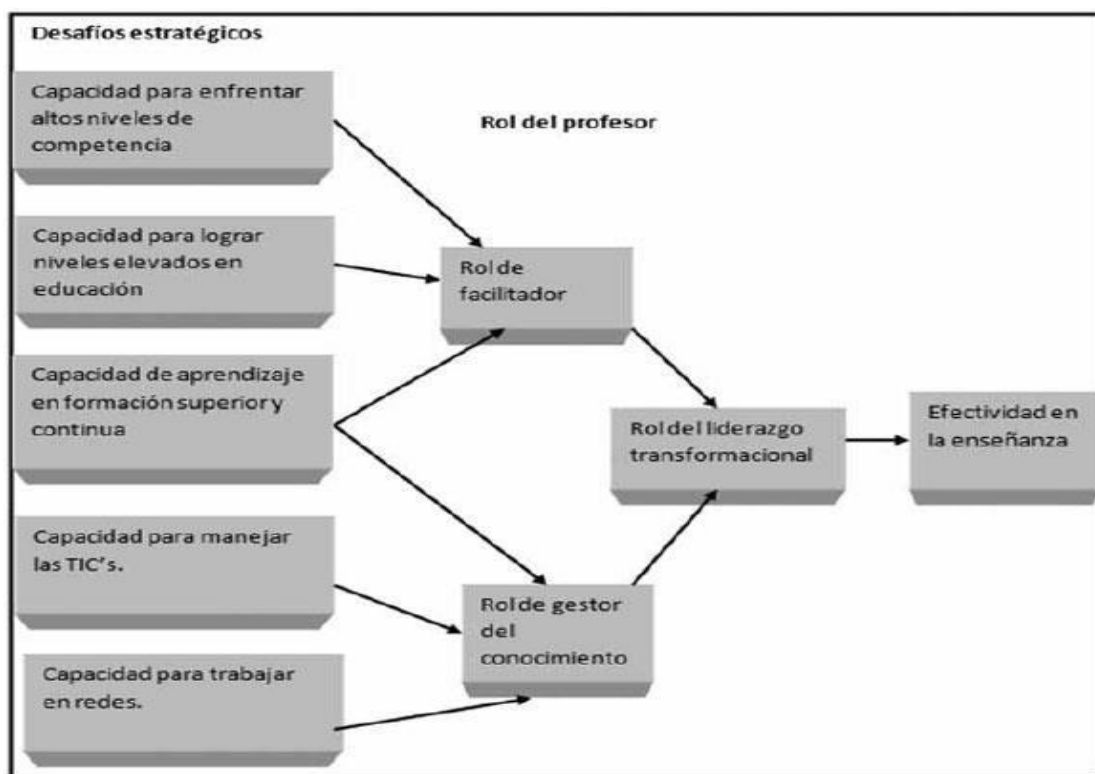 Desafíos estratégicos
Capacidad para enfrentar
altos niveles de
competencia
Rol del profesor
Capacidad para lograr
niveles elevados en
educación
Rol de
facilitador
Capacidad de aprendizaje
en formación superior y
continua
Rol del liderazgo
transformacional
Efectividad en
la enseñanza
Capacidad para manejar
las TIC's.
Rol de gestor
del
conocimiento
Capacidad para trabajar
en redes.